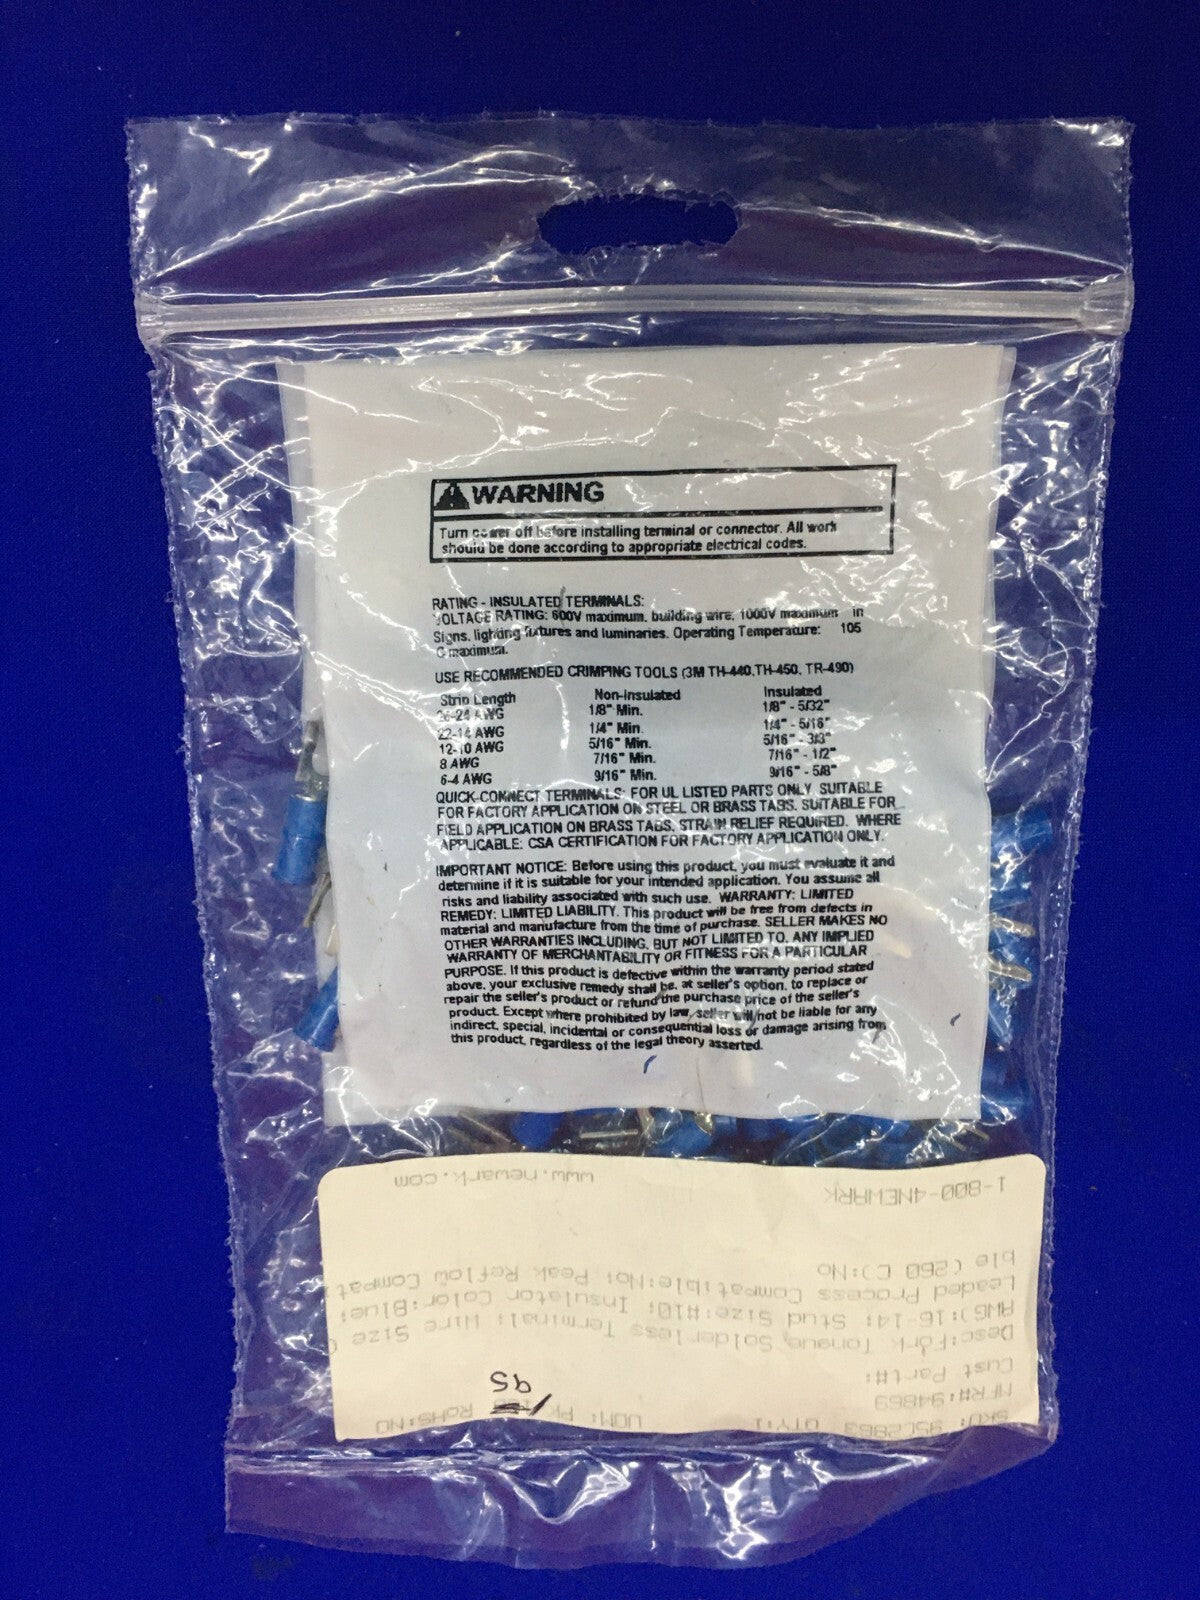 WARNING
Turn power off before installing terminal or connector. All work
should be done according to appropriate electrical codes.
RATING - INSULATED TERMINALS:
VOLTAGE RATING: 600V maximum, building wire; 1000V maximum in
Signs, lighting fixtures and luminaries. Operating Temperature: 105
C maximum.
USE RECOMMENDED CRIMPING TOOLS (3M TH-440,TH-450, TR-490)
Strip Length Non-Insulated Insulated
26-24 AWG 1/8" Min. 1/8" - 5/32"
22-14 AWG 1/4" Min. 1/4" - 5/16"
12-10 AWG 5/16" Min. 5/16" - 3/8"
8 AWG 7/16" Min. 7/16" - 1/2"
6-4 AWG 9/16" Min. 9/16" - 5/8"
QUICK-CONNECT TERMINALS: FOR UL LISTED PARTS ONLY. SUITABLE
FOR FACTORY APPLICATION ON STEEL OR BRASS TABS. SUITABLE FOR
FIELD APPLICATION ON BRASS TABS, STRAIN RELIEF REQUIRED. WHERE
APPLICABLE: CSA CERTIFICATION FOR FACTORY APPLICATION ONLY.
IMPORTANT NOTICE: Before using this product, you must evaluate it and
determine if it is suitable for your intended application. You assume all
risks and liability associated with such use. WARRANTY: LIMITED
REMEDY: LIMITED LIABILITY. This product will be free from defects in
material and manufacture from the time of purchase. SELLER MAKES NO
OTHER WARRANTIES INCLUDING, BUT NOT LIMITED TO, ANY IMPLIED
WARRANTY OF MERCHANTABILITY OR FITNESS FOR A PARTICULAR
PURPOSE. If this product is defective within the warranty period stated
above, your exclusive remedy shall be, at seller's option, to replace or
repair the seller's product or refund the purchase price of the seller's
product. Except where prohibited by law, seller will not be liable for any
indirect, special, incidental or consequential loss or damage arising from
this product, regardless of the legal theory asserted.
SKU: 95C2863 QTY:1 UOM: PK RoHS:NO
95
MFR#:94869
Cust Part#:
Desc:Fork Tongue Solderless Terminal; Wire Size (
AWG):16-14; Stud Size:#10; Insulator Color:Blue;
Leaded Process Compatible:No; Peak Reflow Compat
ble (260 C):No
1-800-4NEWARK www.newark.com